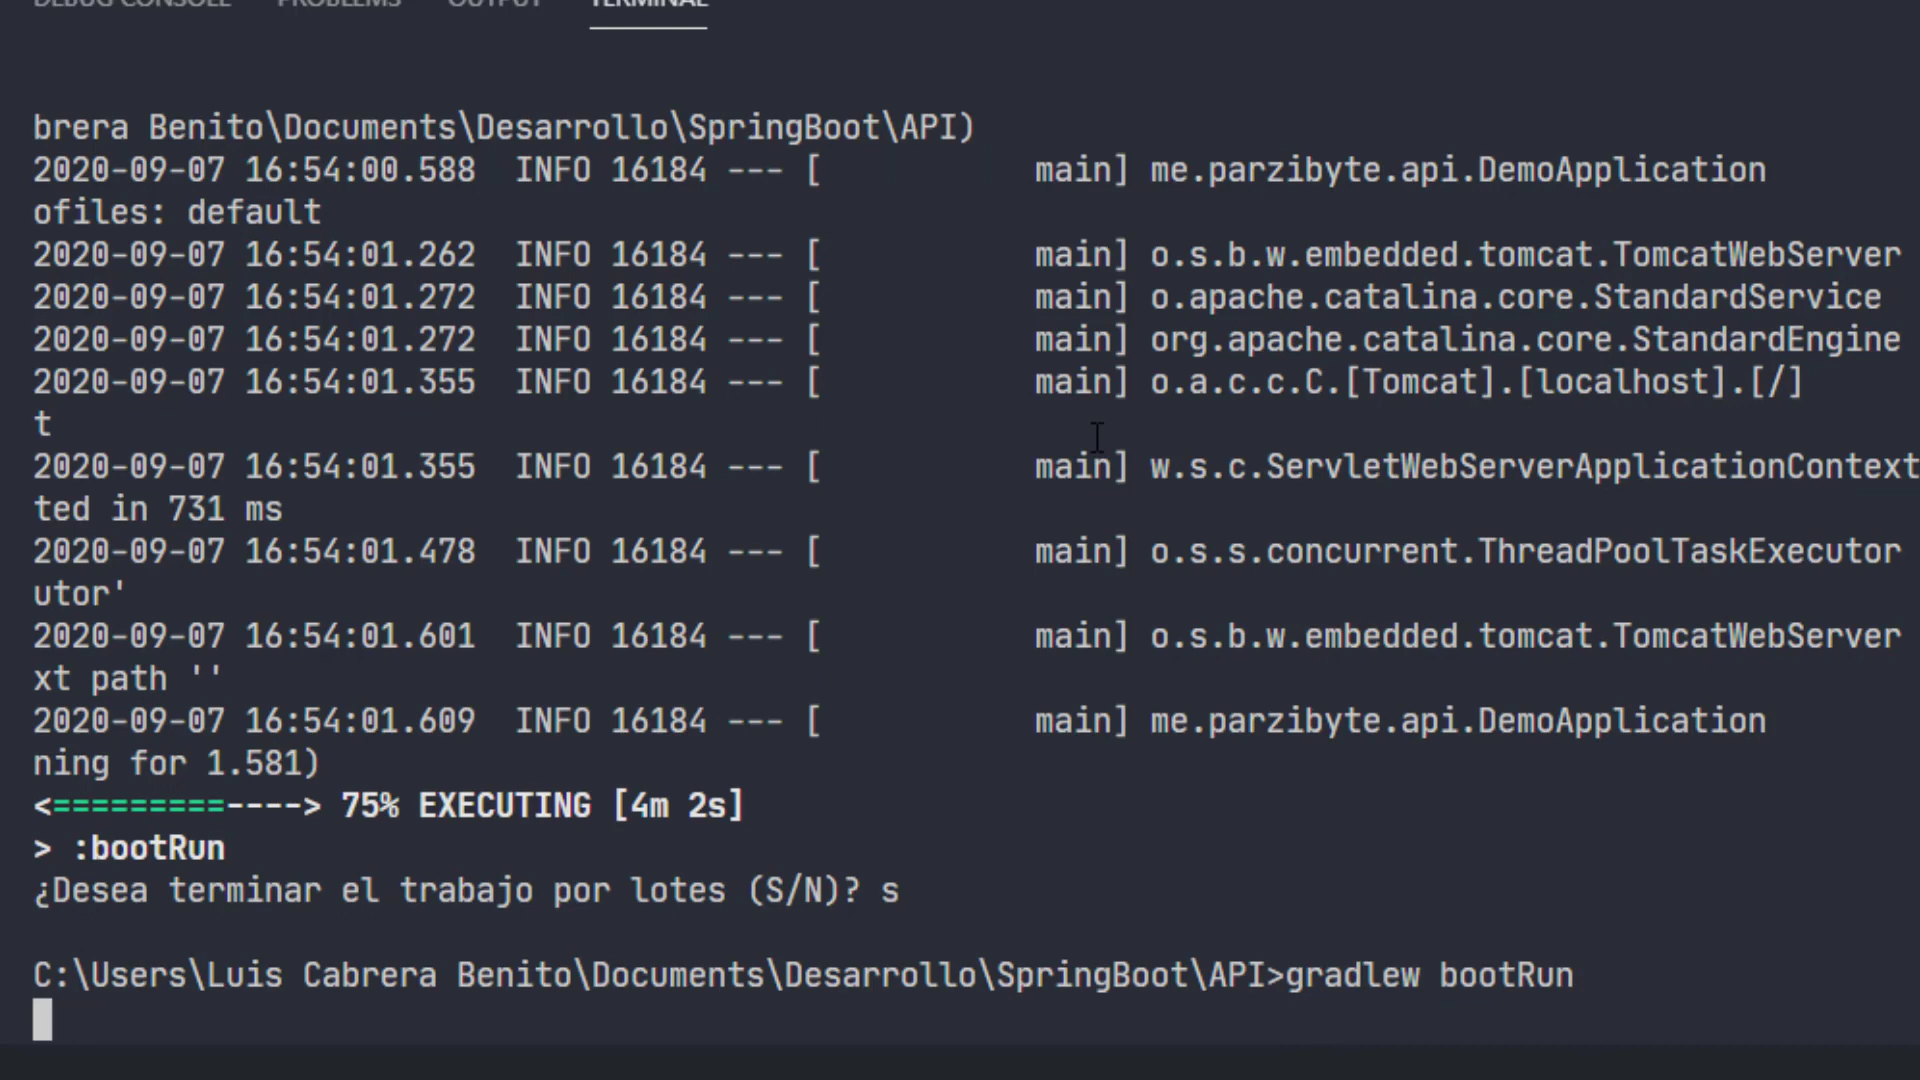 DEBUG CONSOLE PROBLEMS OUTPUT TERMINAL
brera Benito\Documents\Desarrollo\SpringBoot\API)
2020-09-07 16:54:00.588  INFO 16184 --- [           main] me.parzibyte.api.DemoApplication
ofiles: default
2020-09-07 16:54:01.262  INFO 16184 --- [           main] o.s.b.w.embedded.tomcat.TomcatWebServer
2020-09-07 16:54:01.272  INFO 16184 --- [           main] o.apache.catalina.core.StandardService
2020-09-07 16:54:01.272  INFO 16184 --- [           main] org.apache.catalina.core.StandardEngine
2020-09-07 16:54:01.355  INFO 16184 --- [           main] o.a.c.c.C.[Tomcat].[localhost].[/]
t
2020-09-07 16:54:01.355  INFO 16184 --- [           main] w.s.c.ServletWebServerApplicationContext
ted in 731 ms
2020-09-07 16:54:01.478  INFO 16184 --- [           main] o.s.s.concurrent.ThreadPoolTaskExecutor
utor'
2020-09-07 16:54:01.601  INFO 16184 --- [           main] o.s.b.w.embedded.tomcat.TomcatWebServer
xt path ''
2020-09-07 16:54:01.609  INFO 16184 --- [           main] me.parzibyte.api.DemoApplication
ning for 1.581)
<=========----> 75% EXECUTING [4m 2s]
> :bootRun
¿Desea terminar el trabajo por lotes (S/N)? s
C:\Users\Luis Cabrera Benito\Documents\Desarrollo\SpringBoot\API>gradlew bootRun